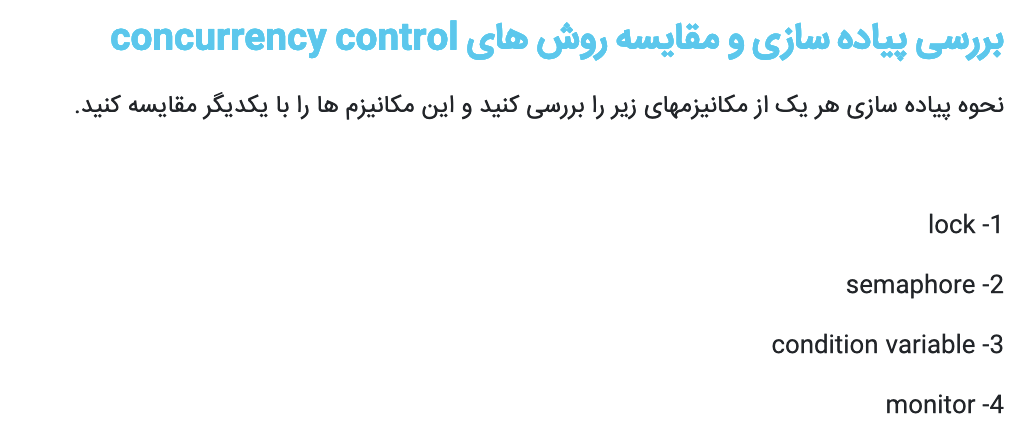 بررسی پیاده سازی و مقایسه روش های concurrency control
نحوه پیاده سازی هر یک از مکانیزمهای زیر را بررسی کنید و این مکانیزم ها را با یکدیگر مقایسه کنید.
1- lock
2- semaphore
3- condition variable
4- monitor